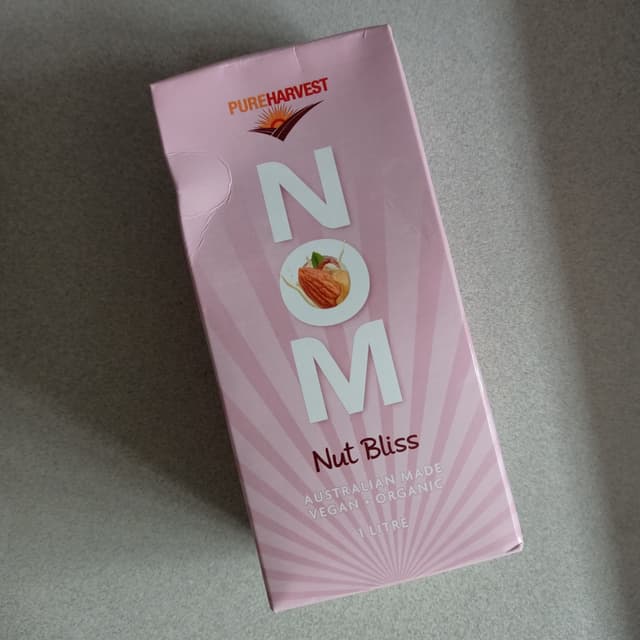 PUREHARVEST
NOM
Nut Bliss
AUSTRALIAN MADE
VEGAN • ORGANIC
1 LITRE